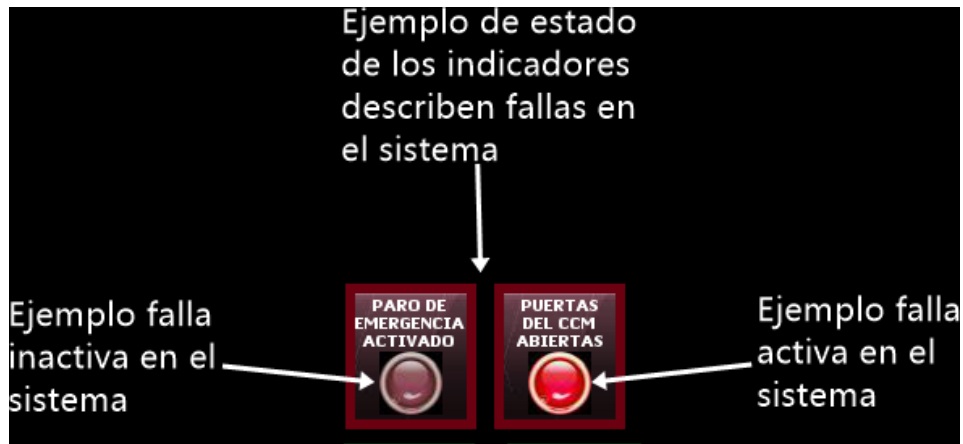 Ejemplo de estado
de los indicadores
describen fallas en
el sistema
Ejemplo falla
inactiva en el
sistema
PARO DE
EMERGENCIA
ACTIVADO
PUERTAS
DEL CCM
ABIERTAS
Ejemplo falla
activa en el
sistema